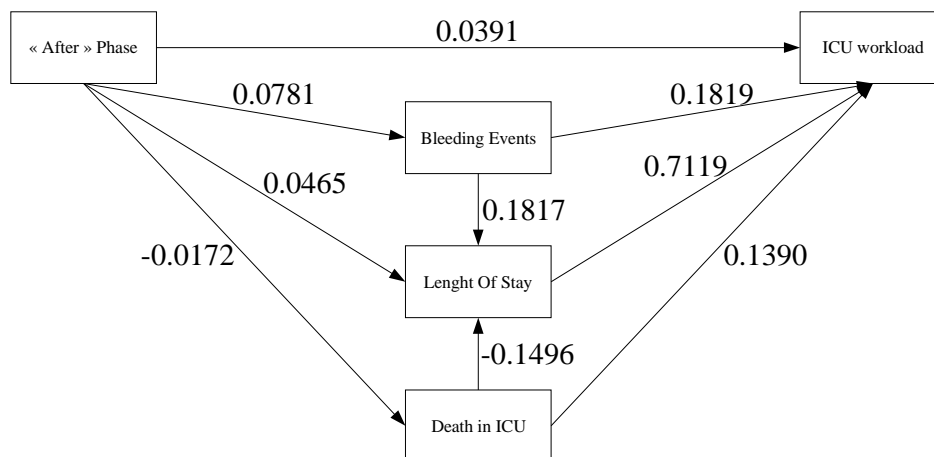 « After » Phase
0.0391
ICU workload
0.0781
0.1819
Bleeding Events
0.0465
0.7119
0.1817
-0.0172
0.1390
Lenght Of Stay
-0.1496
Death in ICU